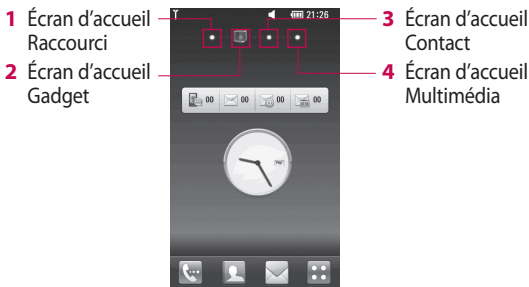 1 Écran d’accueil
Raccourci
2 Écran d’accueil
Gadget
21:26
00 00 00 00
3 Écran d’accueil
Contact
4 Écran d’accueil
Multimédia